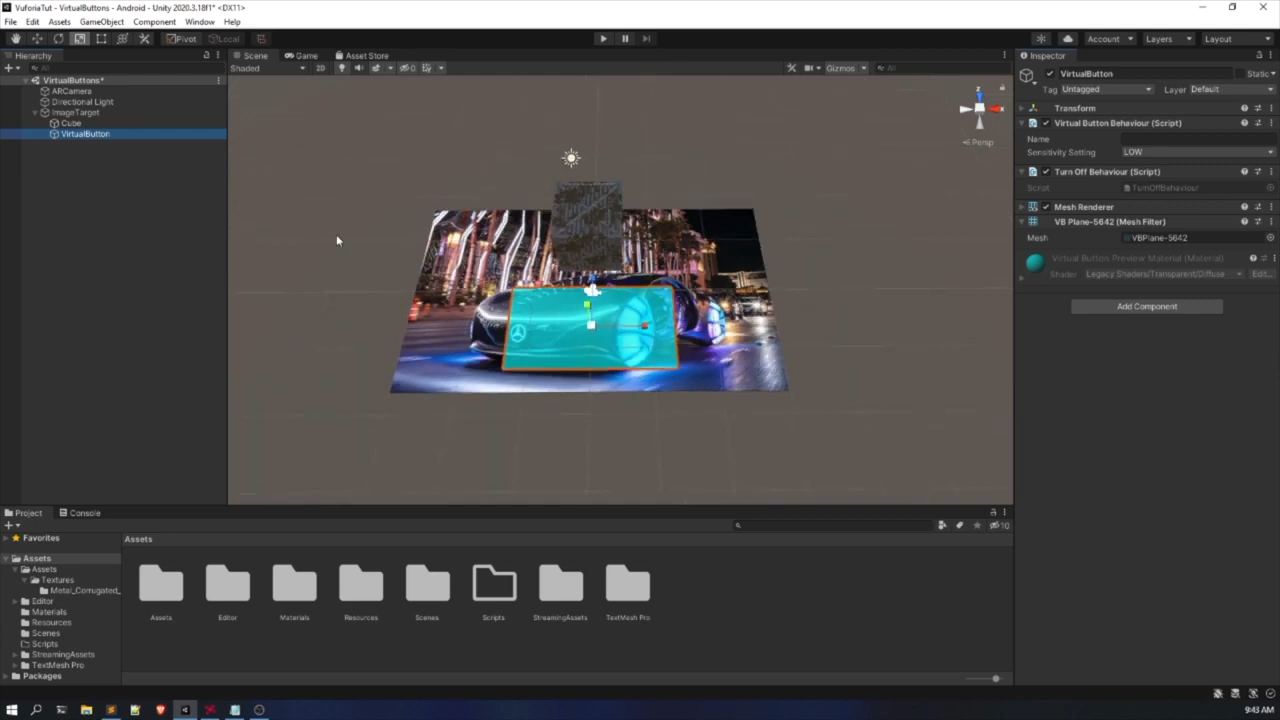 VuforiaTut - VirtualButtons - Android - Unity 2020.3.18f1* <DX11>
File Edit Assets GameObject Component Window Help
Pivot Local Account Layers Layout
Hierarchy Scene Game Asset Store Inspector
All Shaded 2D 0 Gizmos All
VirtualButtons*
ARCamera
Directional Light
ImageTarget
Cube
VirtualButton
Persp
VirtualButton Static
Tag Untagged Layer Default
Transform
Virtual Button Behaviour (Script)
Name
Sensitivity Setting LOW
Turn Off Behaviour (Script)
Script TurnOffBehaviour
Mesh Renderer
VB Plane-5642 (Mesh Filter)
Mesh VBPlane-5642
Virtual Button Preview Material (Material)
Shader Legacy Shaders/Transparent/Diffuse Edit...
Add Component
z
x
Project Console
10
Favorites
Assets
Assets
Textures
Metal_Corrugated_
Editor
Materials
Resources
Scenes
Scripts
StreamingAssets
TextMesh Pro
Packages
Assets
Assets Editor Materials Resources Scenes Scripts StreamingAssets TextMesh Pro
9:43 AM